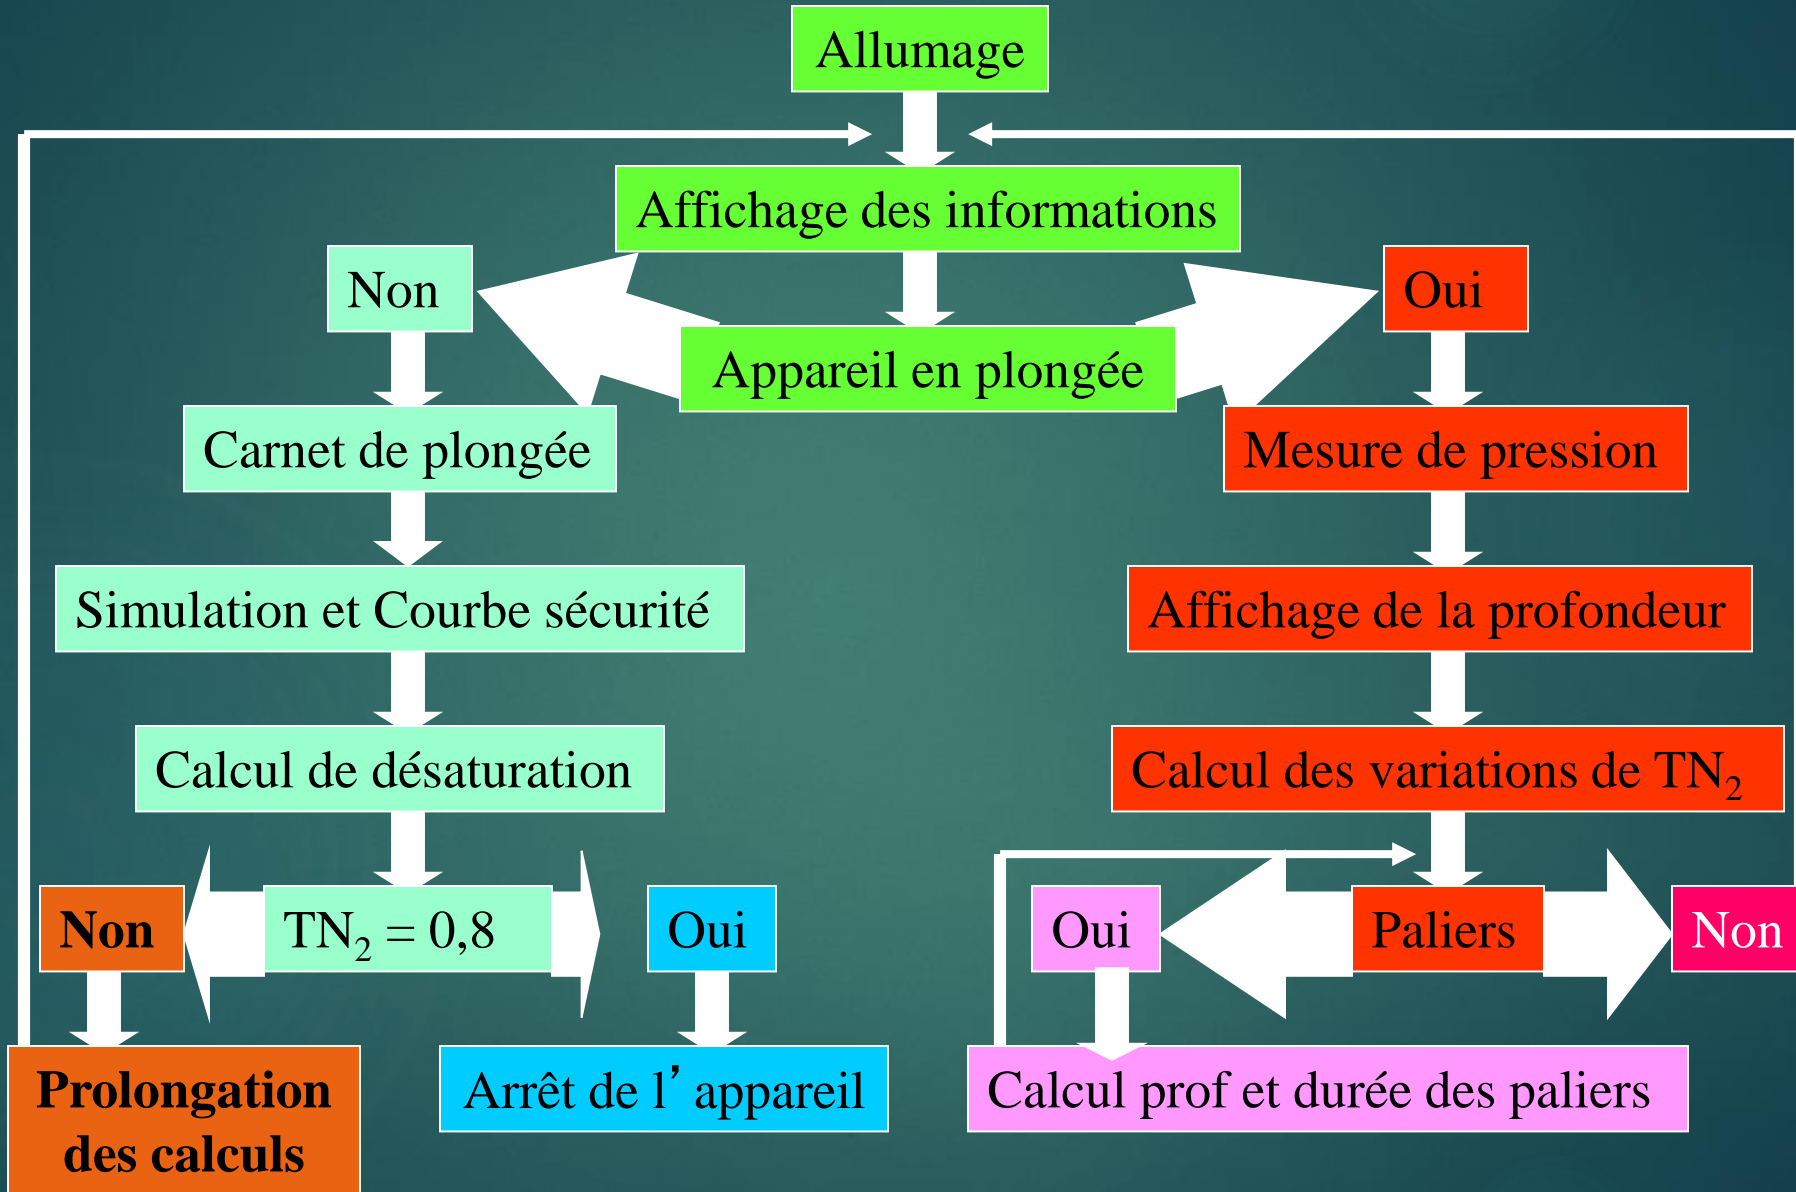 Allumage
Affichage des informations
Non
Oui
Appareil en plongée
Carnet de plongée
Mesure de pression
Simulation et Courbe sécurité
Affichage de la profondeur
Calcul de désaturation
Calcul des variations de TN₂
Non
TN₂ = 0,8
Oui
Oui
Paliers
Non
Prolongation
des calculs
Arrêt de l’ appareil
Calcul prof et durée des paliers